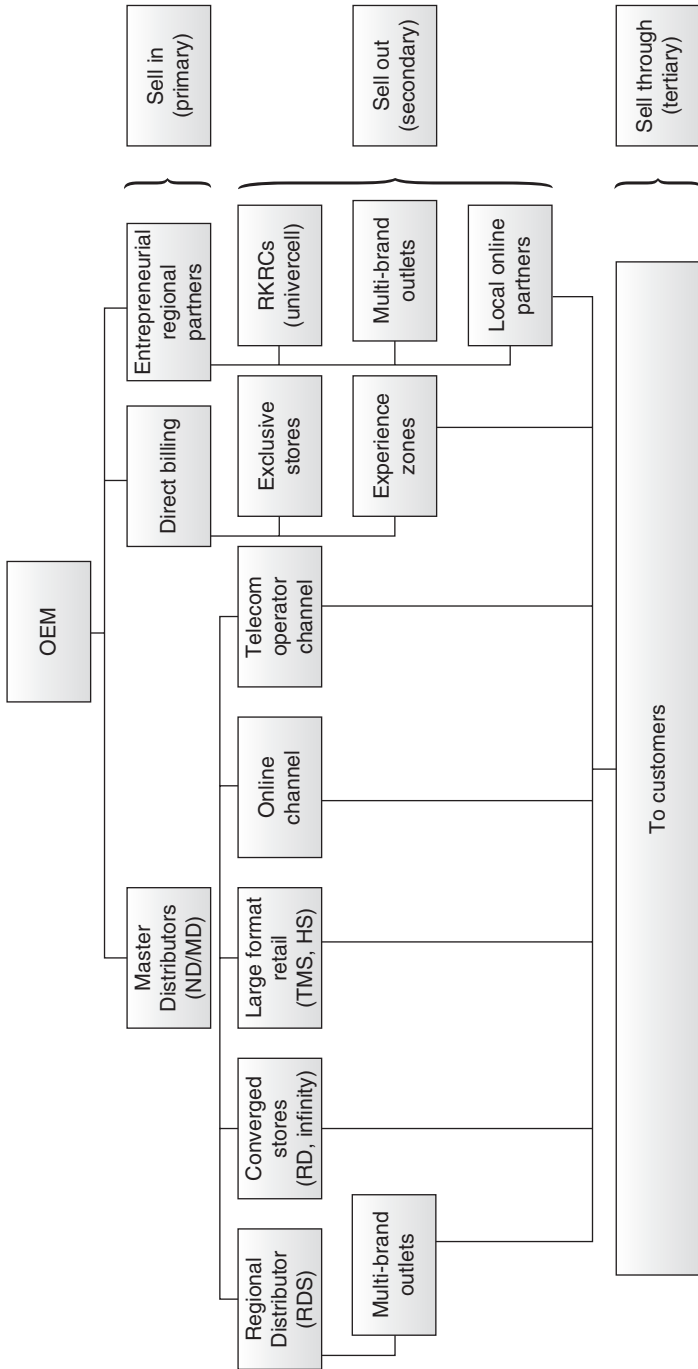 OEM
Master
Distributors
(ND/MD)
Direct billing
Entrepreneurial
regional
partners
Sell in
(primary)
Regional
Distributor
(RDS)
Converged
stores
(RD, infinity)
Large format
retail
(TMS, HS)
Online
channel
Telecom
operator
channel
Exclusive
stores
RKRCs
(univercell)
Multi-brand
outlets
Experience
zones
Multi-brand
outlets
Local online
partners
Sell out
(secondary)
To customers
Sell through
(tertiary)